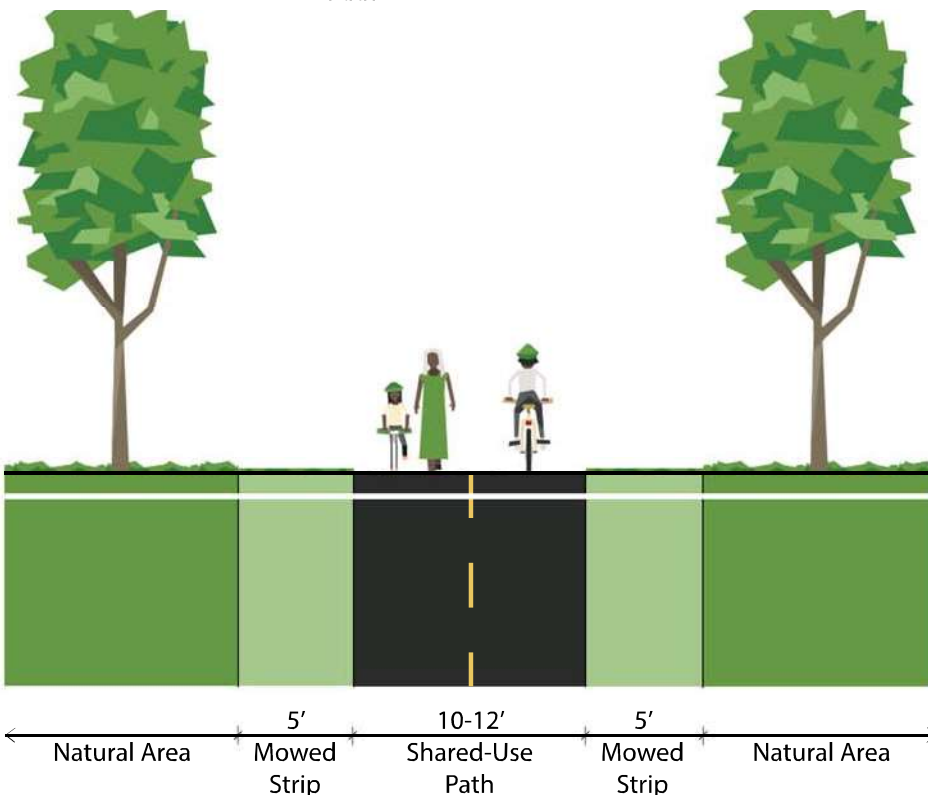 5’
10-12’
5’
Natural Area
Mowed
Strip
Shared-Use
Path
Mowed
Strip
Natural Area